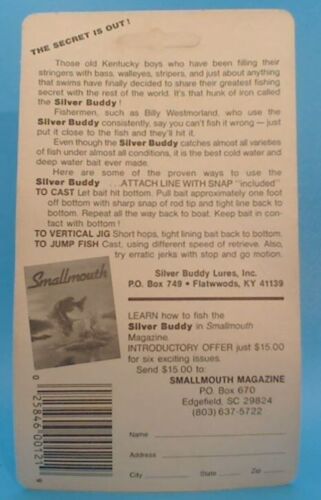 THE SECRET IS OUT!
Those old Kentucky boys who have been filling their
stringers with bass, walleyes, stripers, and just about anything
that swims have finally decided to share their greatest fishing
secret with the rest of the world. It's that hunk of iron called
the Silver Buddy!
Fishermen, such as Billy Westmorland, who use the
Silver Buddy consistently, say you can't fish it wrong — just
put it close to the fish and they'll hit it.
Even though the Silver Buddy catches almost all varieties
of fish under almost all conditions, it is the best cold water and
deep water bait ever made.
Here are some of the proven ways to use the
Silver Buddy ... ATTACH LINE WITH SNAP "included"
TO CAST Let bait hit bottom. Pull bait approximately one foot
off bottom with sharp snap of rod tip and tight line back to
bottom. Repeat all the way back to boat. Keep bait in con-
tact with bottom!
TO VERTICAL JIG Short hops, tight lining bait back to bottom.
TO JUMP FISH Cast, using different speed of retrieve. Also,
try erratic jerks with stop and go motion.
Smallmouth
Silver Buddy Lures, Inc.
P.O. Box 749 • Flatwwods, KY 41139
LEARN how to fish the
Silver Buddy in Smallmouth
Magazine.
INTRODUCTORY OFFER just $15.00
for six exciting issues.
Send $15.00 to:
SMALLMOUTH MAGAZINE
P.O. Box 670
Edgefield, SC 29824
(803) 637-5722
Name
Address
City State Zip
0 25846 00121 9